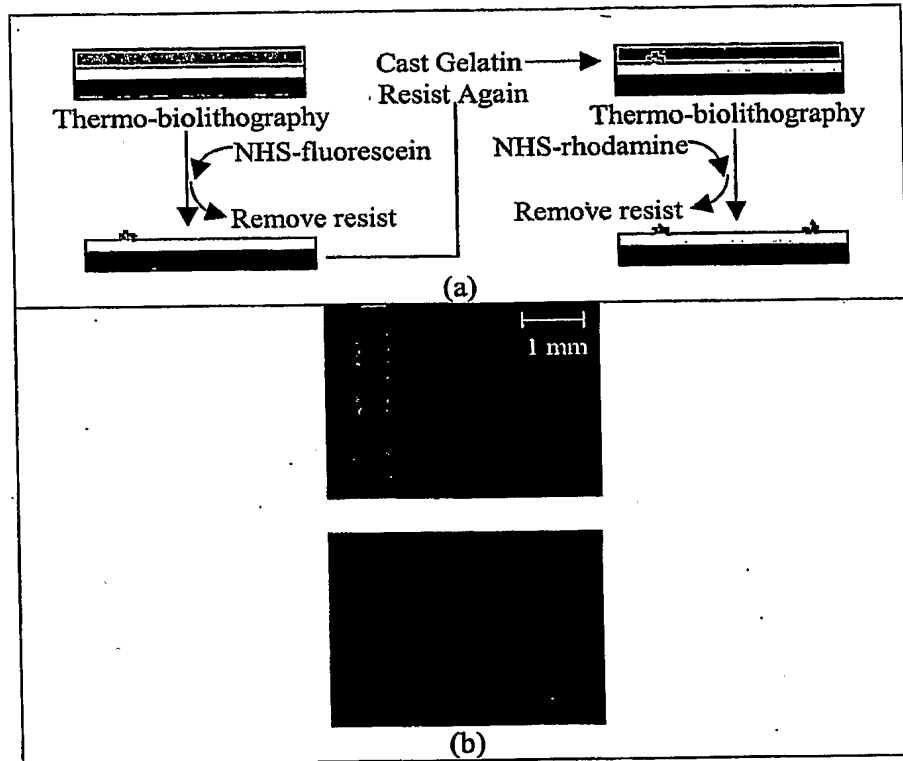 Thermo-biolithography
NHS-fluorescein
Remove resist
Cast Gelatin
Resist Again
Thermo-biolithography
NHS-rhodamine
Remove resist
(a)
1 mm
(b)